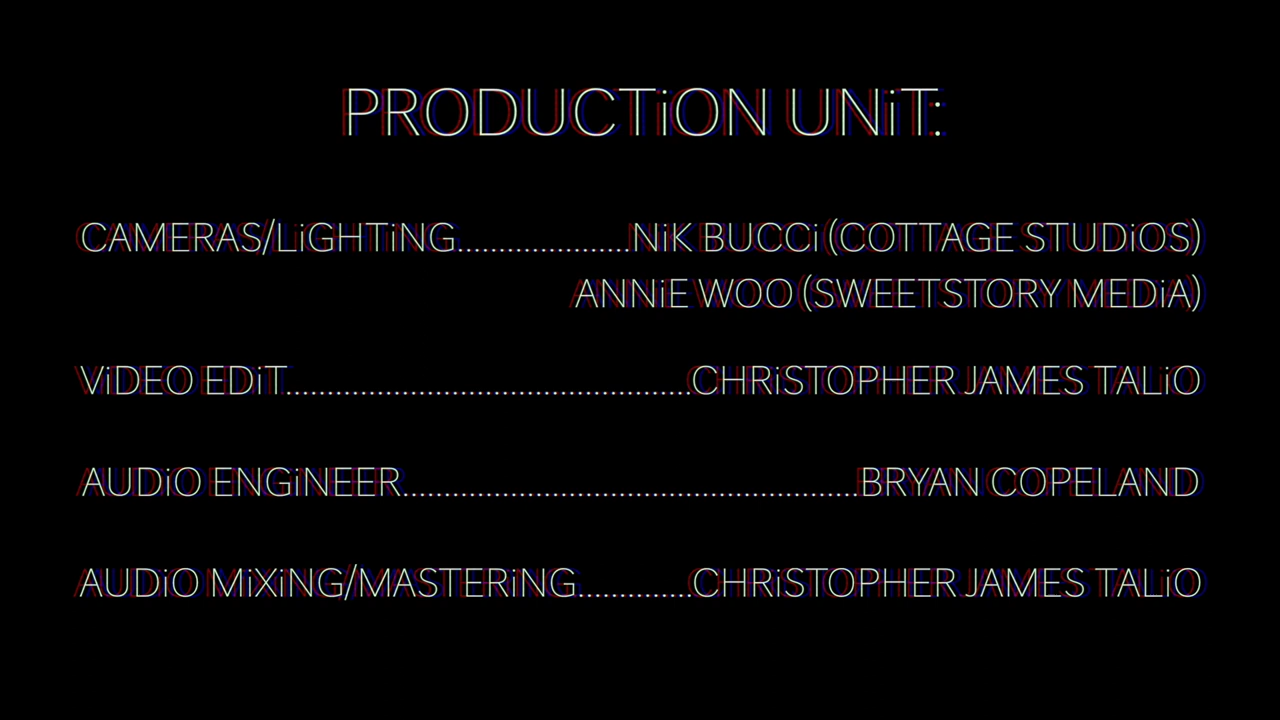 PRODUCTiON UNiT:
CAMERAS/LiGHTiNG.....................NiK BUCCi (COTTAGE STUDiOS)
ANNiE WOO (SWEETSTORY MEDiA)
ViDEO EDiT.................................................CHRiSTOPHER JAMES TALiO
AUDiO ENGiNEER.......................................................BRYAN COPELAND
AUDiO MiXiNG/MASTERiNG..............CHRiSTOPHER JAMES TALiO